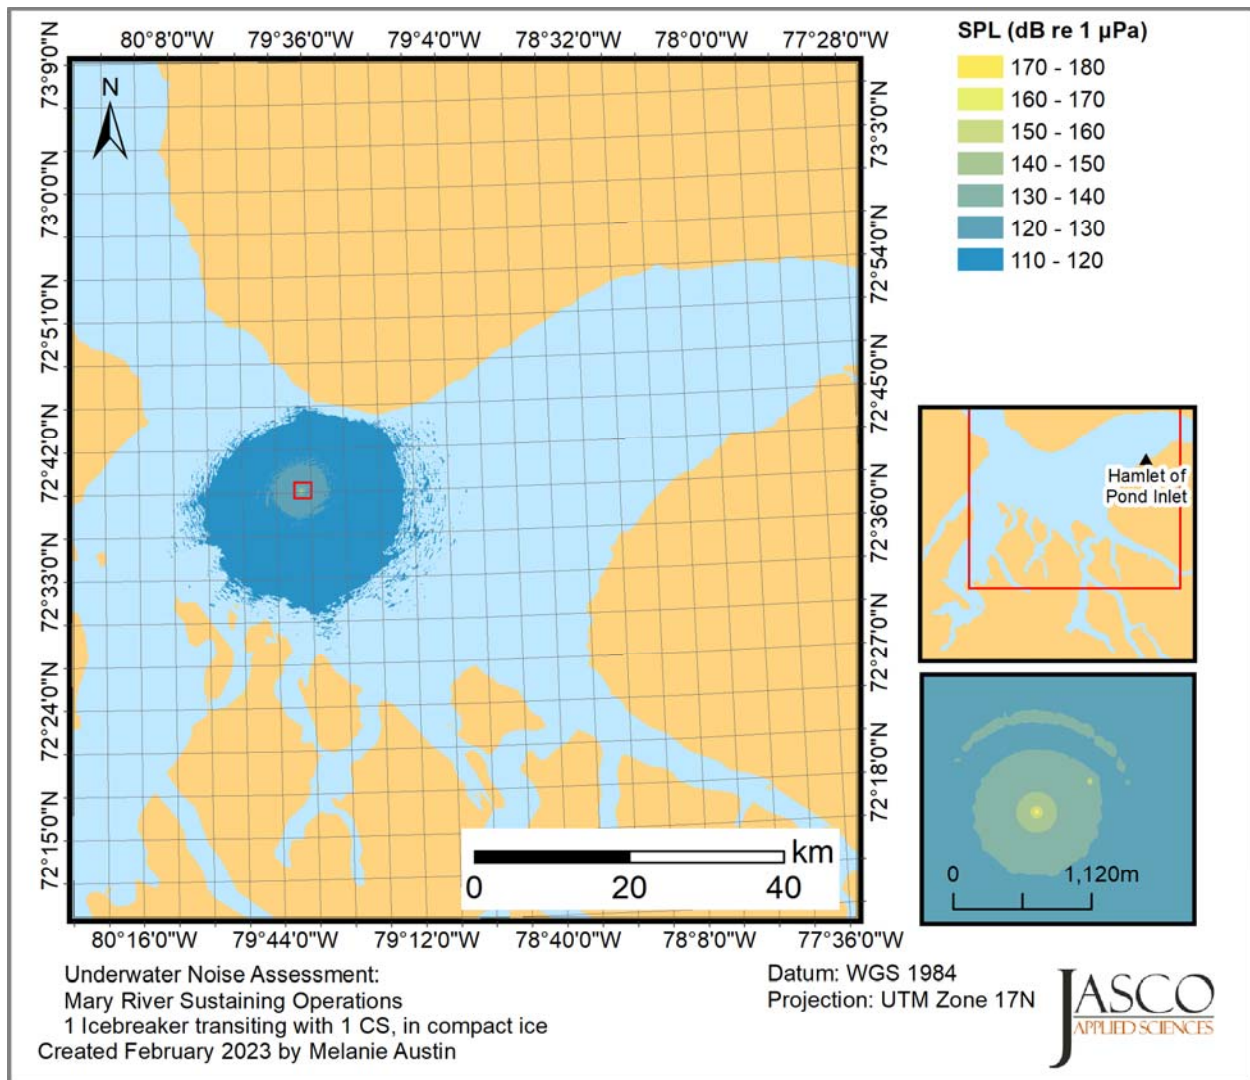 80°8'0"W 79°36'0"W 79°4'0"W 78°32'0"W 78°0'0"W 77°28'0"W
73°9'0"N
73°0'0"N
72°51'0"N
72°42'0"N
72°33'0"N
72°24'0"N
72°15'0"N
N
73°3'0"N
72°54'0"N
72°45'0"N
72°36'0"N
72°27'0"N
72°18'0"N
km
0 20 40
80°16'0"W 79°44'0"W 79°12'0"W 78°40'0"W 78°8'0"W 77°36'0"W
SPL (dB re 1 µPa)
170 - 180
160 - 170
150 - 160
140 - 150
130 - 140
120 - 130
110 - 120
Hamlet of
Pond Inlet
0 1,120m
Underwater Noise Assessment:
Mary River Sustaining Operations
1 Icebreaker transiting with 1 CS, in compact ice
Created February 2023 by Melanie Austin
Datum: WGS 1984
Projection: UTM Zone 17N
JASCO
APPLIED SCIENCES